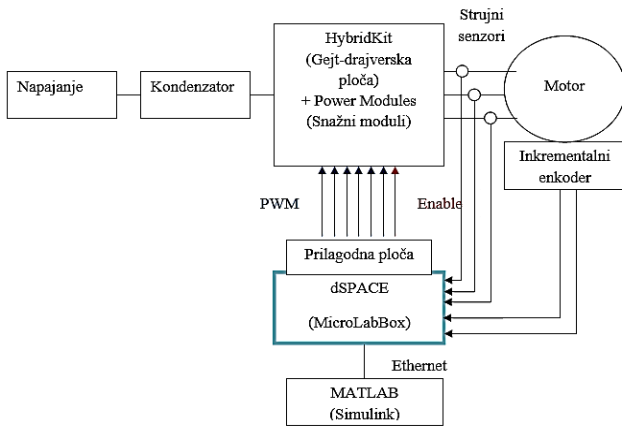 Strujni
senzori
HybridKit
(Gejt-drajverska
ploča)
+ Power Modules
(Snažni moduli)
Napajanje
Kondenzator
Motor
Inkrementalni
enkoder
PWM
Enable
Prilagodna ploča
dSPACE
(MicroLabBox)
Ethernet
MATLAB
(Simulink)